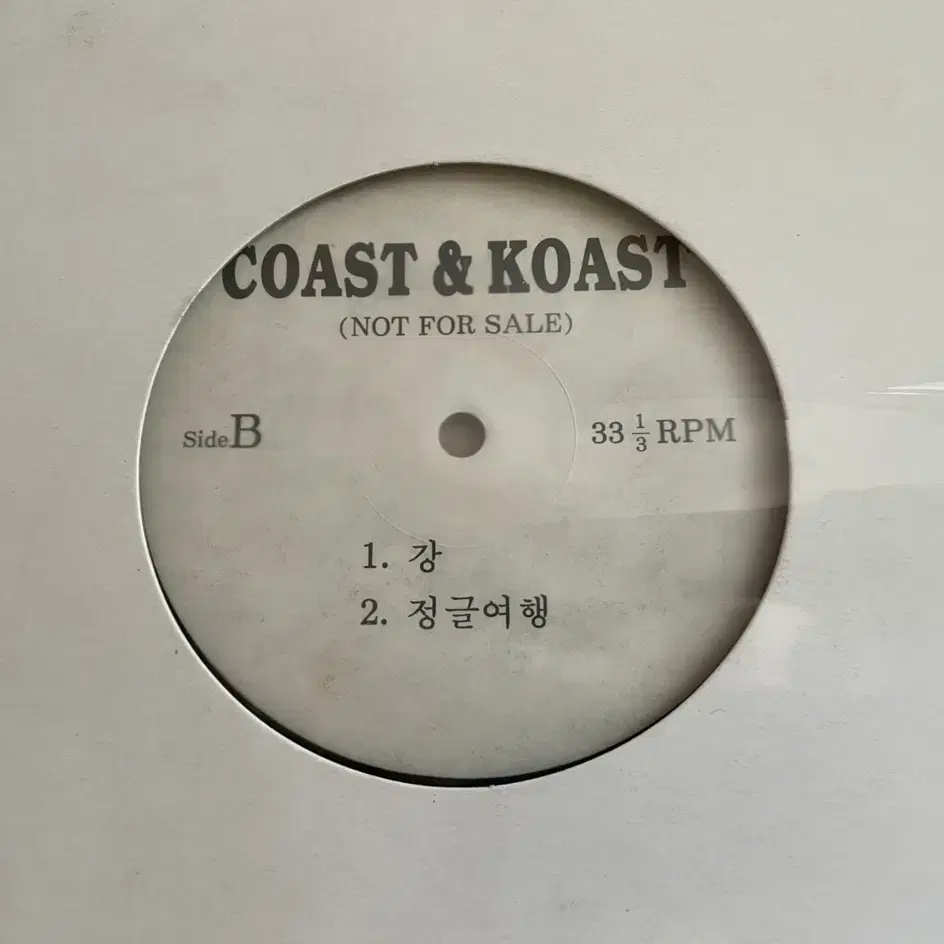 COAST & KOAST
(NOT FOR SALE)
Side B
33 1/3 RPM
1. 강
2. 정글여행